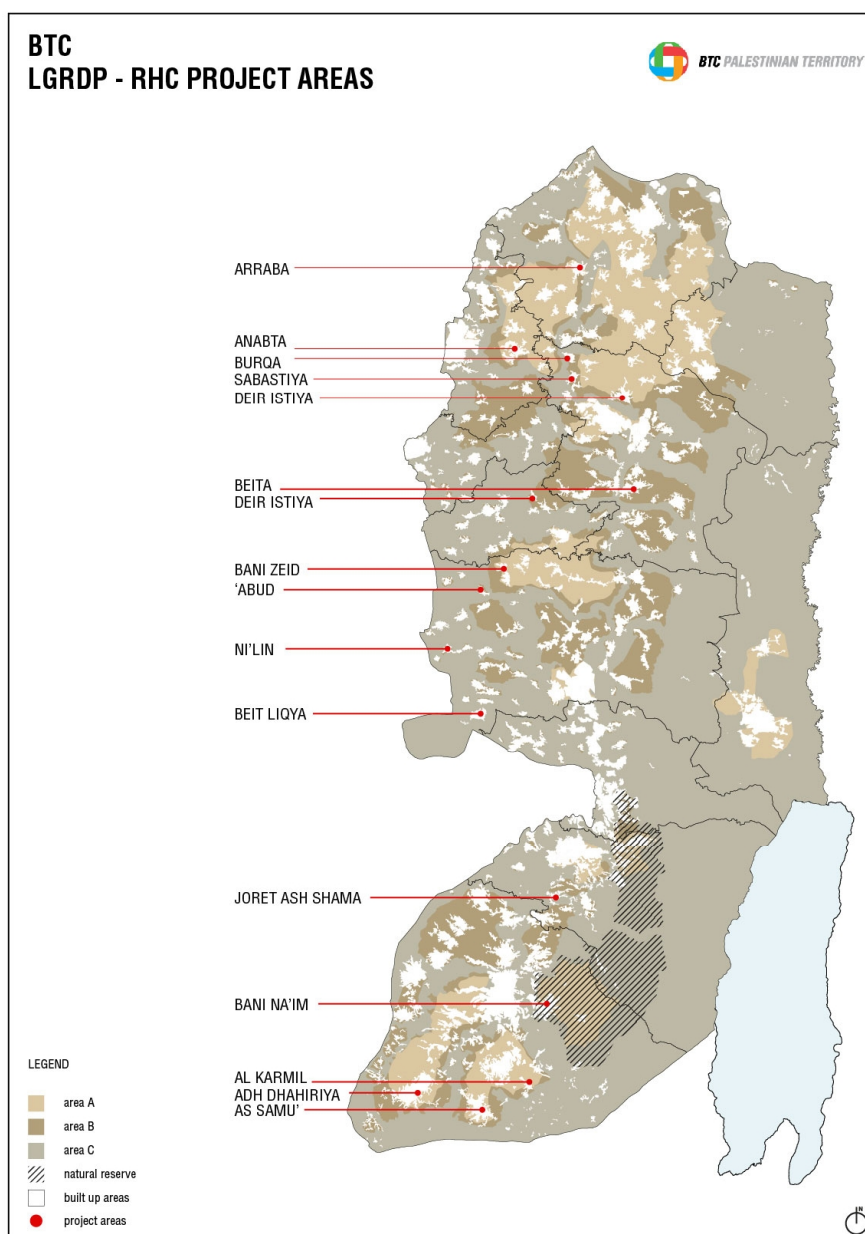 BTC
LGRDP - RHC PROJECT AREAS
BTC PALESTINIAN TERRITORY
ARRABA
ANABTA
BURQA
SABASTIYA
DEIR ISTIYA
BEITA
DEIR ISTIYA
BANI ZEID
‘ABUD
NI’LIN
BEIT LIQYA
JORET ASH SHAMA
BANI NA’IM
AL KARMIL
ADH DHAHIRIYA
AS SAMU’
LEGEND
area A
area B
area C
natural reserve
built up areas
project areas
N